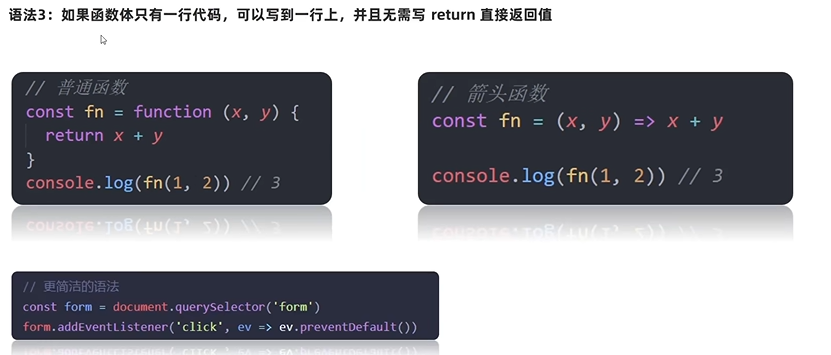 语法3：如果函数体只有一行代码，可以写到一行上，并且无需写 return 直接返回值
// 普通函数
const fn = function (x, y) {
  return x + y
}
console.log(fn(1, 2)) // 3
// 箭头函数
const fn = (x, y) => x + y
console.log(fn(1, 2)) // 3
// 更简洁的语法
const form = document.querySelector('form')
form.addEventListener('click', ev => ev.preventDefault())